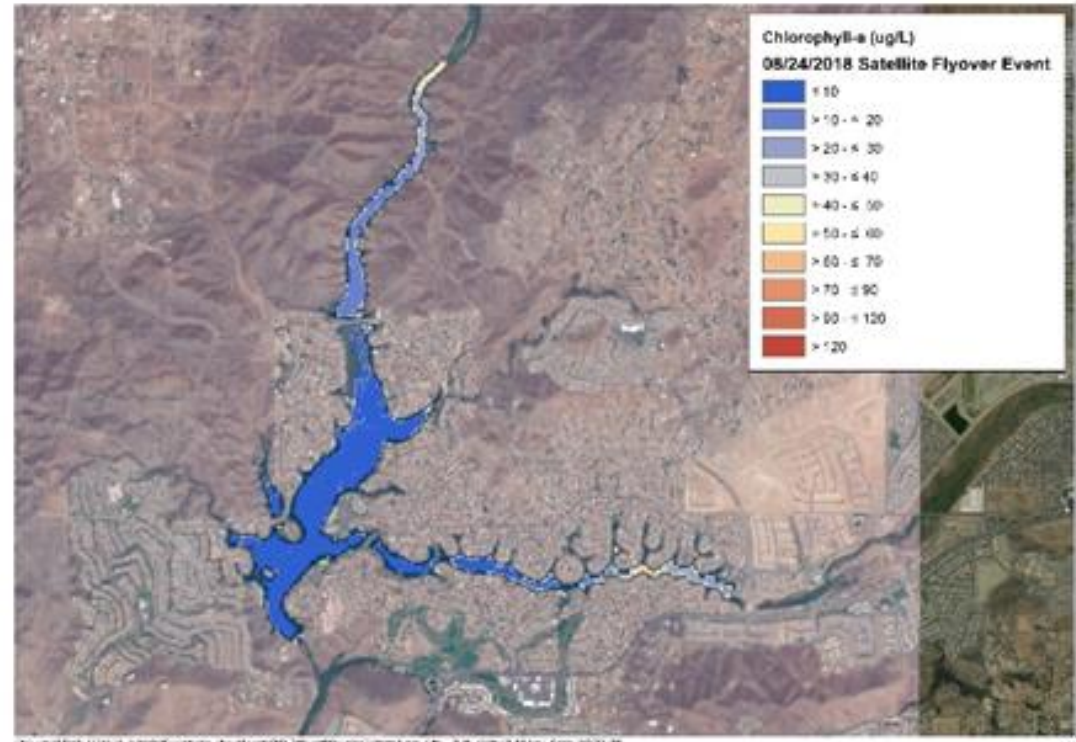 Chlorophyll-a (ug/L)
08/24/2018 Satellite Flyover Event
≤ 10
> 10 - ≤ 20
> 20 - ≤ 30
> 30 - ≤ 40
> 40 - ≤ 50
> 50 - ≤ 60
> 60 - ≤ 70
> 70 ≤ 90
> 90 - ≤ 120
> 120